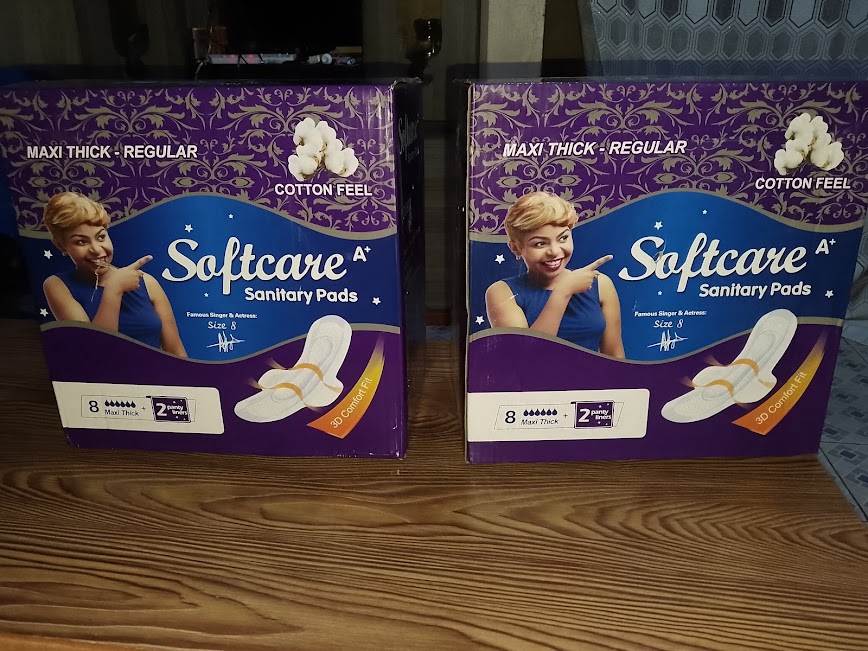 MAXI THICK - REGULAR
COTTON FEEL
Softcare A+
Sanitary Pads
Famous Singer & Actress:
Size 8
8 Maxi Thick + 2 panty liners
3D Comfort Fit
Softcare
MAXI THICK - REGULAR
COTTON FEEL
Softcare A+
Sanitary Pads
Famous Singer & Actress:
Size 8
8 Maxi Thick + 2 panty liners
3D Comfort Fit